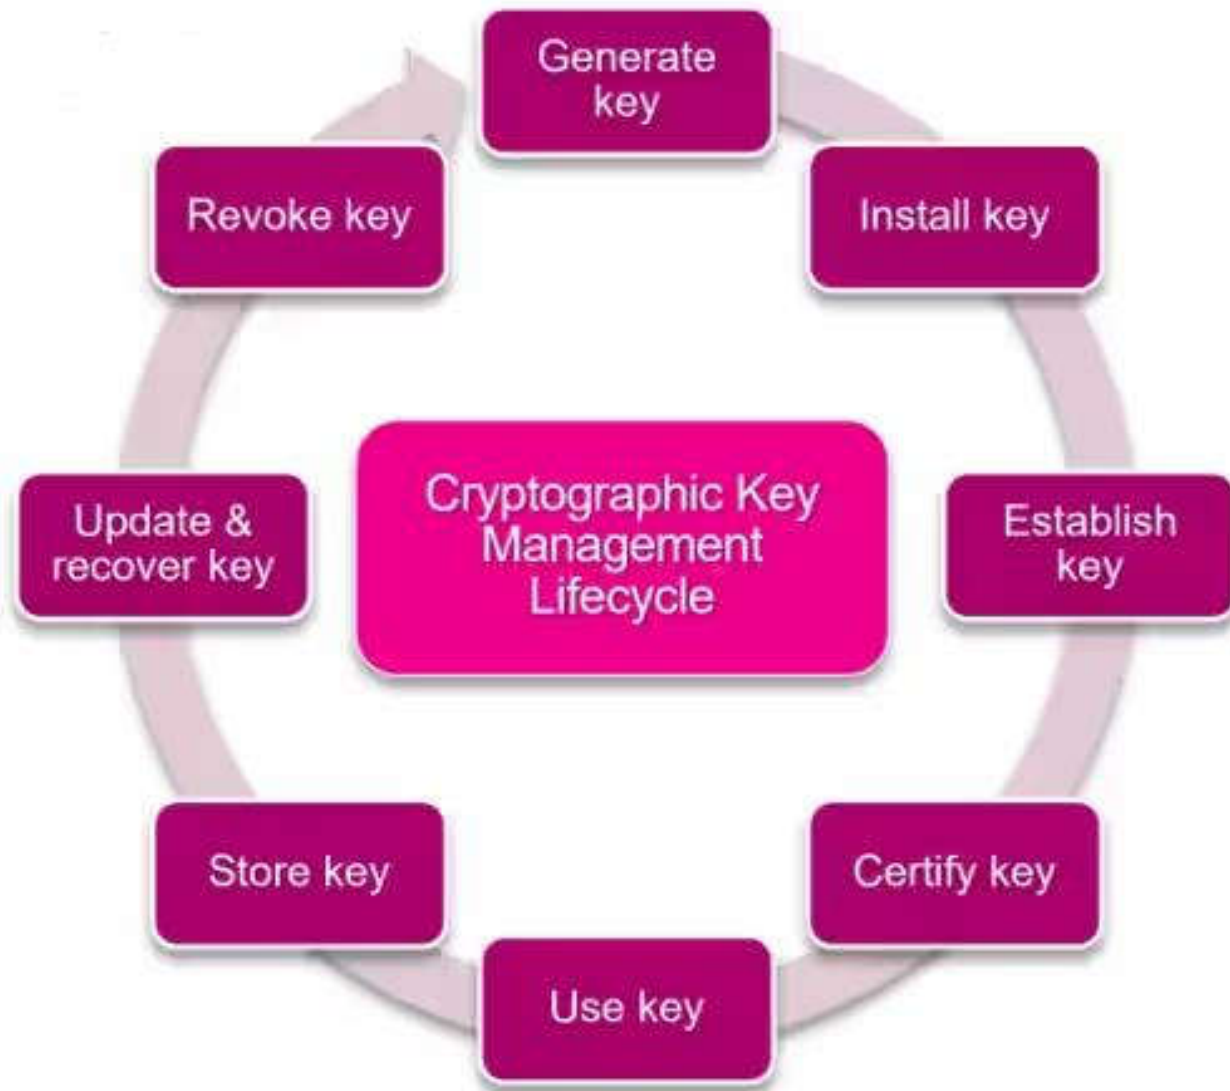 Generate
key
Install key
Establish
key
Certify key
Use key
Store key
Update &
recover key
Revoke key
Cryptographic Key
Management
Lifecycle